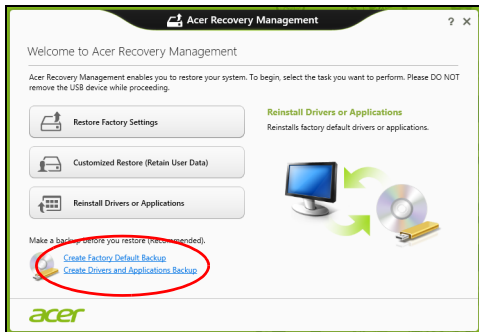 Acer Recovery Management
? X
Welcome to Acer Recovery Management
Acer Recovery Management enables you to restore your system. To begin, select the task you want to perform. Please DO NOT
remove the USB device while proceeding.
Restore Factory Settings
Customized Restore (Retain User Data)
Reinstall Drivers or Applications
Reinstall Drivers or Applications
Reinstalls factory default drivers or applications.
Make a backup before you restore (Recommended).
Create Factory Default Backup
Create Drivers and Applications Backup
acer